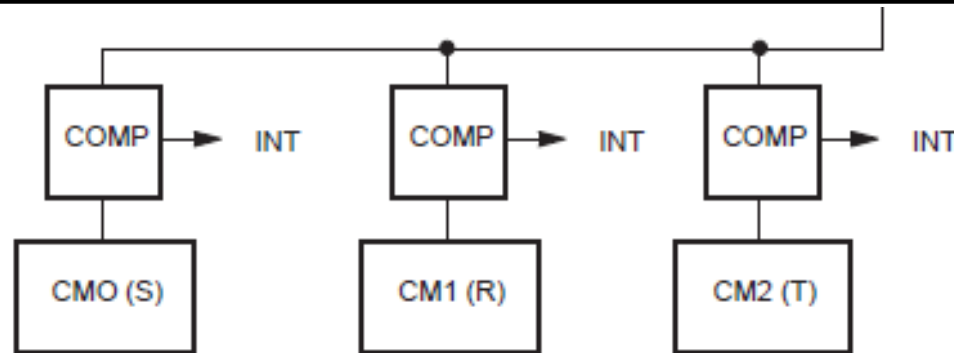 COMP INT COMP INT COMP INT
CMO (S) CM1 (R) CM2 (T)